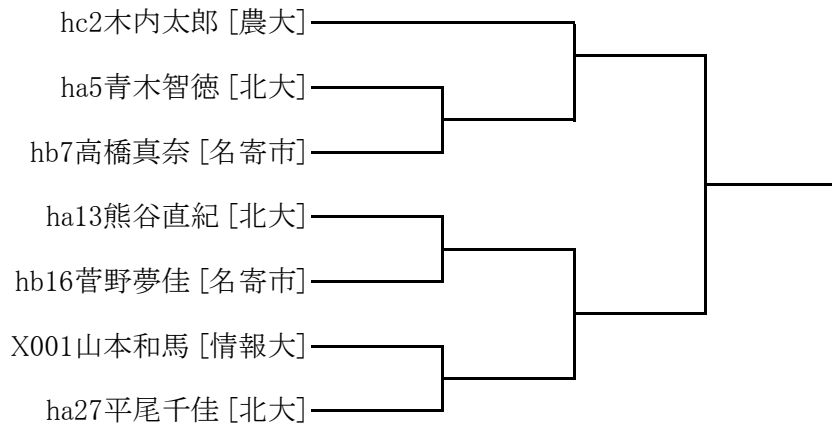 hc2木内太郎 [農大]
ha5青木智徳 [北大]
hb7高橋真奈 [名寄市]
ha13熊谷直紀 [北大]
hb16菅野夢佳 [名寄市]
X001山本和馬 [情報大]
ha27平尾千佳 [北大]